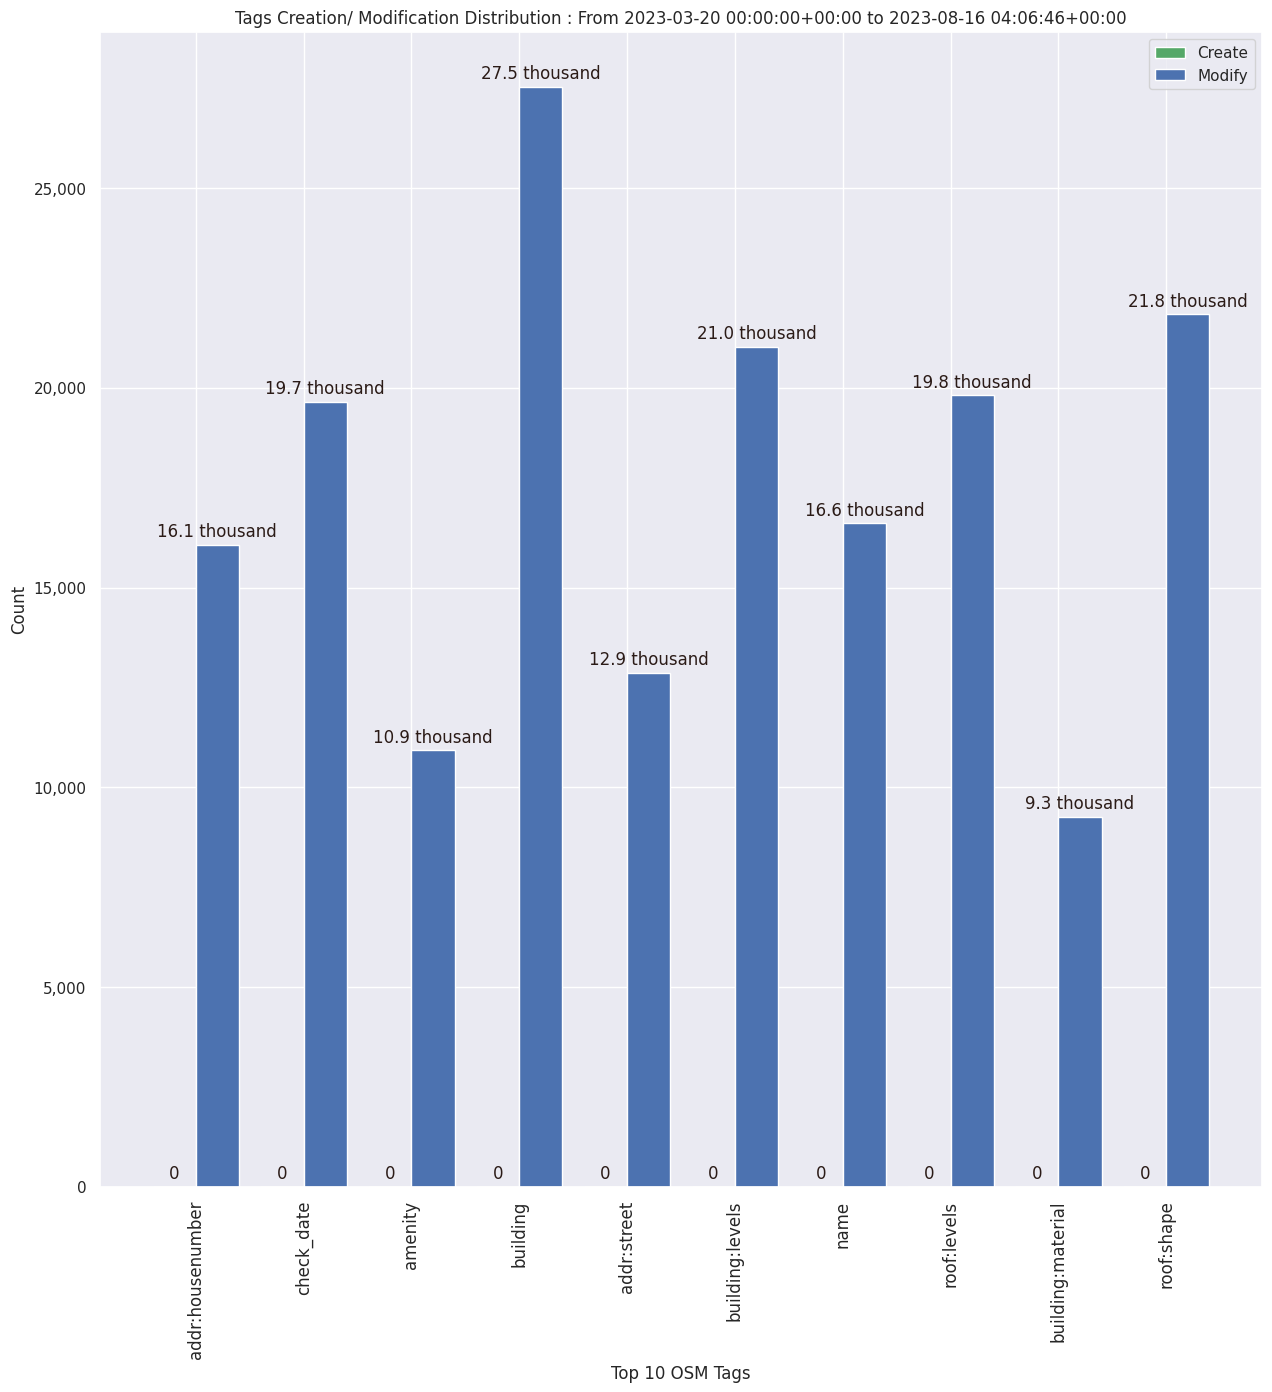 Tags Creation/ Modification Distribution : From 2023-03-20 00:00:00+00:00 to 2023-08-16 04:06:46+00:00
Create
Modify
27.5 thousand
25,000
21.8 thousand
21.0 thousand
20,000
19.8 thousand
19.7 thousand
16.6 thousand
16.1 thousand
15,000
12.9 thousand
10.9 thousand
10,000
9.3 thousand
5,000
0
0 0 0 0 0 0 0 0 0 0
Count
addr:housenumber
check_date
amenity
building
addr:street
building:levels
name
roof:levels
building:material
roof:shape
Top 10 OSM Tags